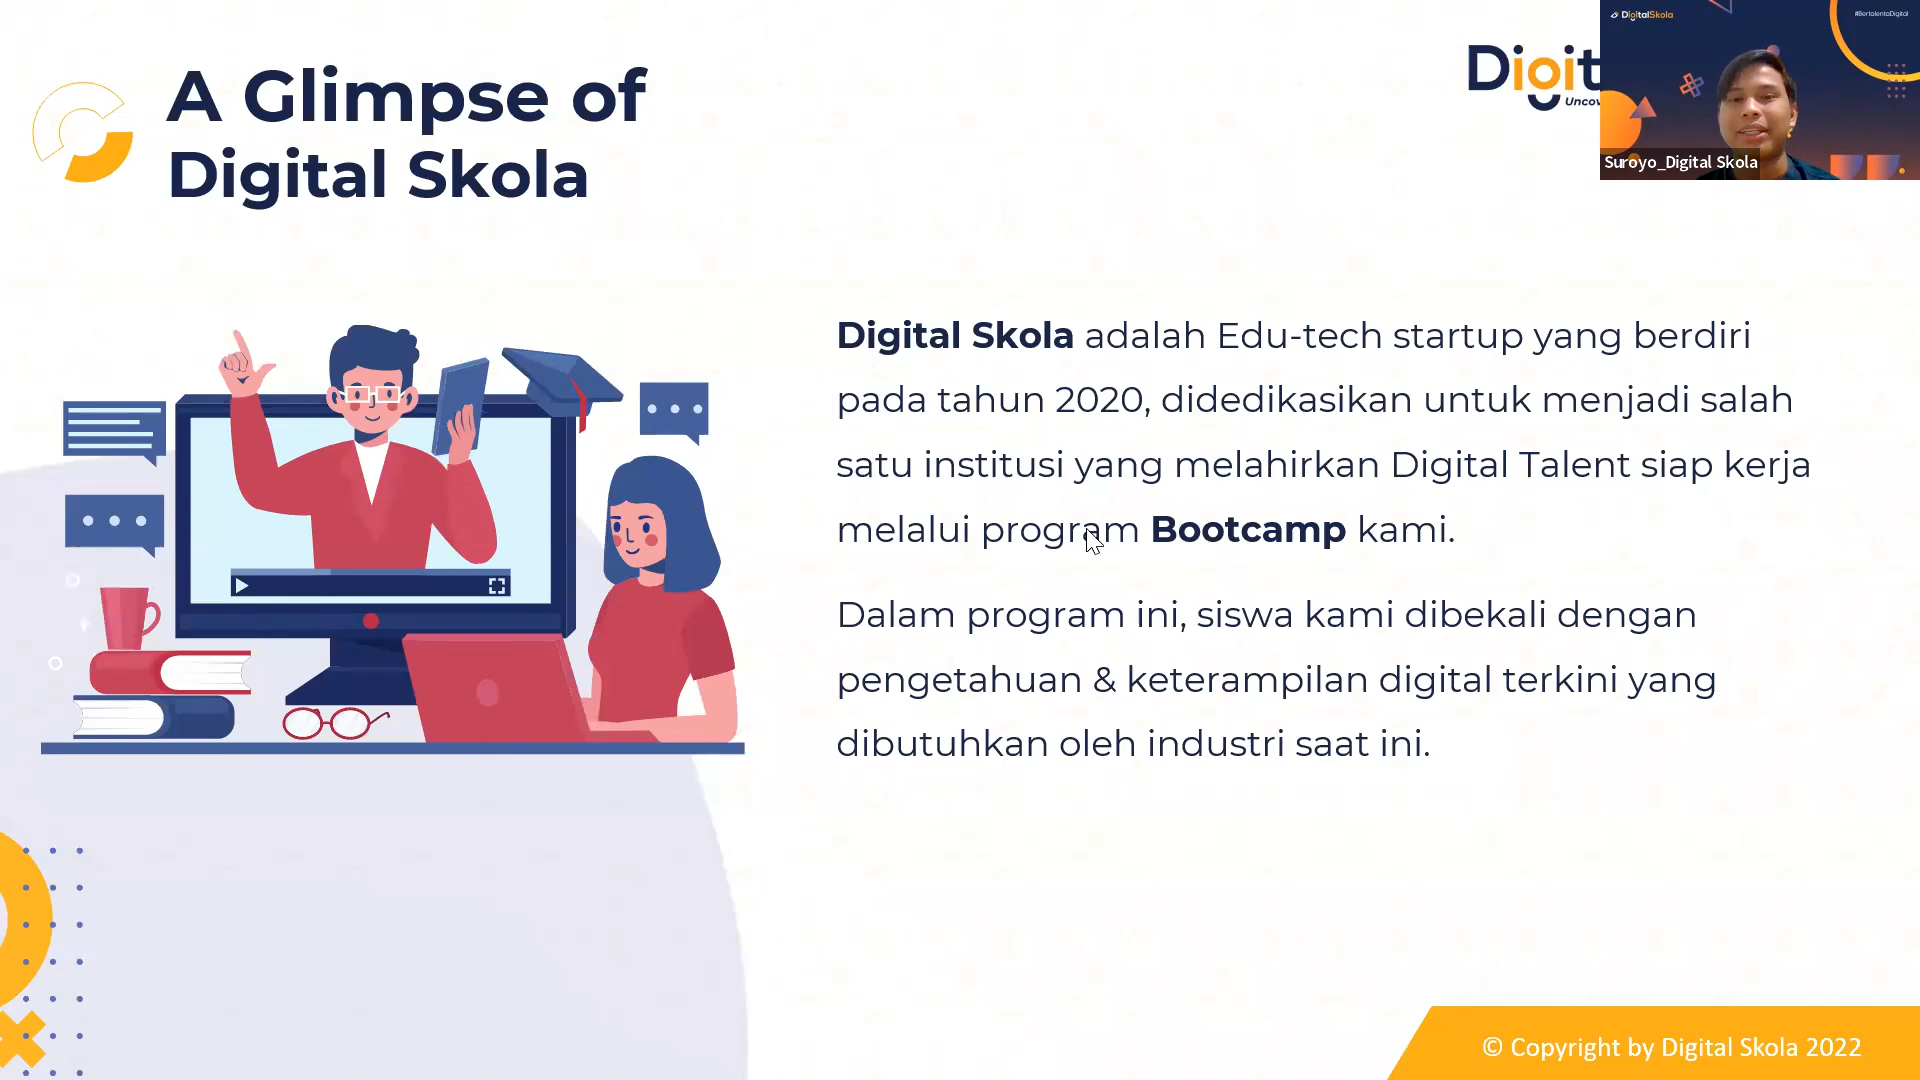 A Glimpse of
Digital Skola
Digit
DigitalSkola
#BertalentaDigital
Suroyo_Digital Skola
Digital Skola adalah Edu-tech startup yang berdiri
pada tahun 2020, didedikasikan untuk menjadi salah
satu institusi yang melahirkan Digital Talent siap kerja
melalui program Bootcamp kami.
Dalam program ini, siswa kami dibekali dengan
pengetahuan & keterampilan digital terkini yang
dibutuhkan oleh industri saat ini.
© Copyright by Digital Skola 2022